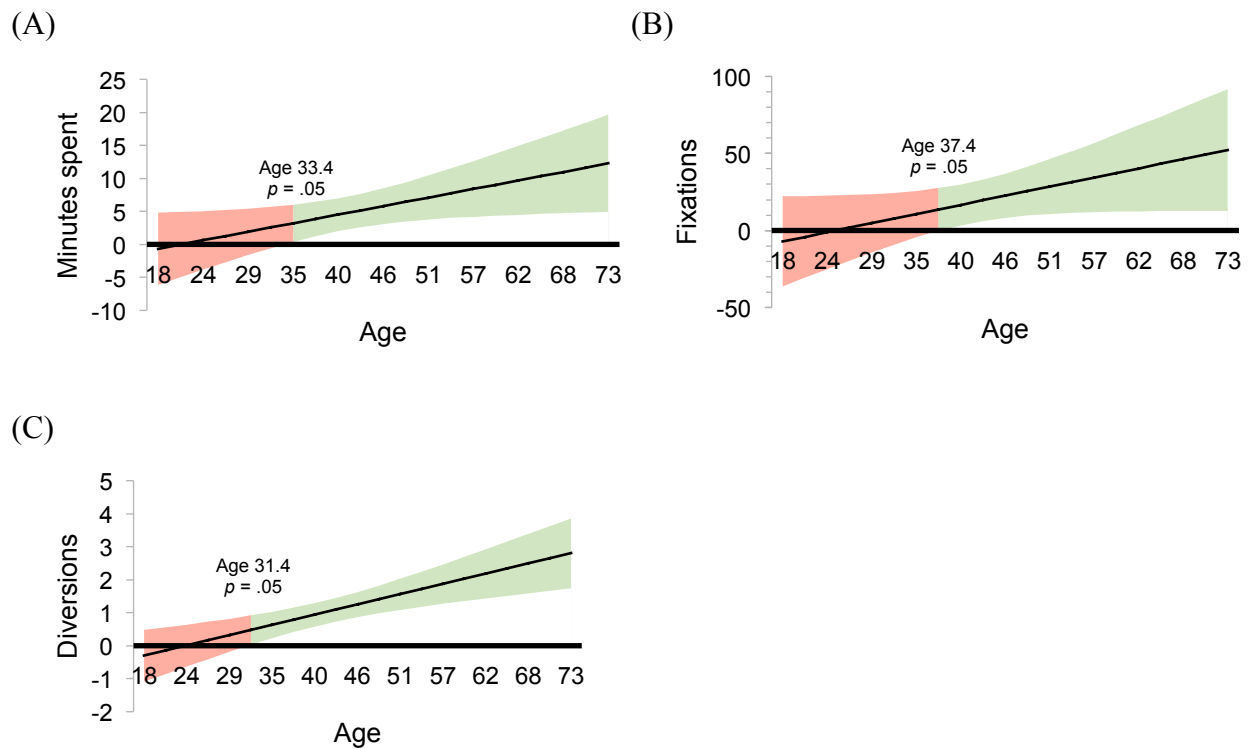 (A)
25
20
15
10
5
0
-5
-10
Minutes spent
Age 33.4
p = .05
18 24 29 35 40 46 51 57 62 68 73
Age
(B)
100
50
0
-50
Fixations
Age 37.4
p = .05
18 24 29 35 40 46 51 57 62 68 73
Age
(C)
5
4
3
2
1
0
-1
-2
Diversions
Age 31.4
p = .05
18 24 29 35 40 46 51 57 62 68 73
Age